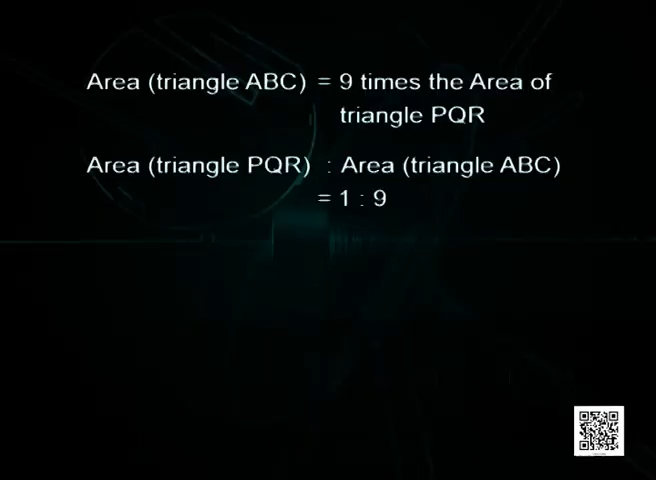 Area (triangle ABC) = 9 times the Area of
triangle PQR
Area (triangle PQR) : Area (triangle ABC)
= 1 : 9